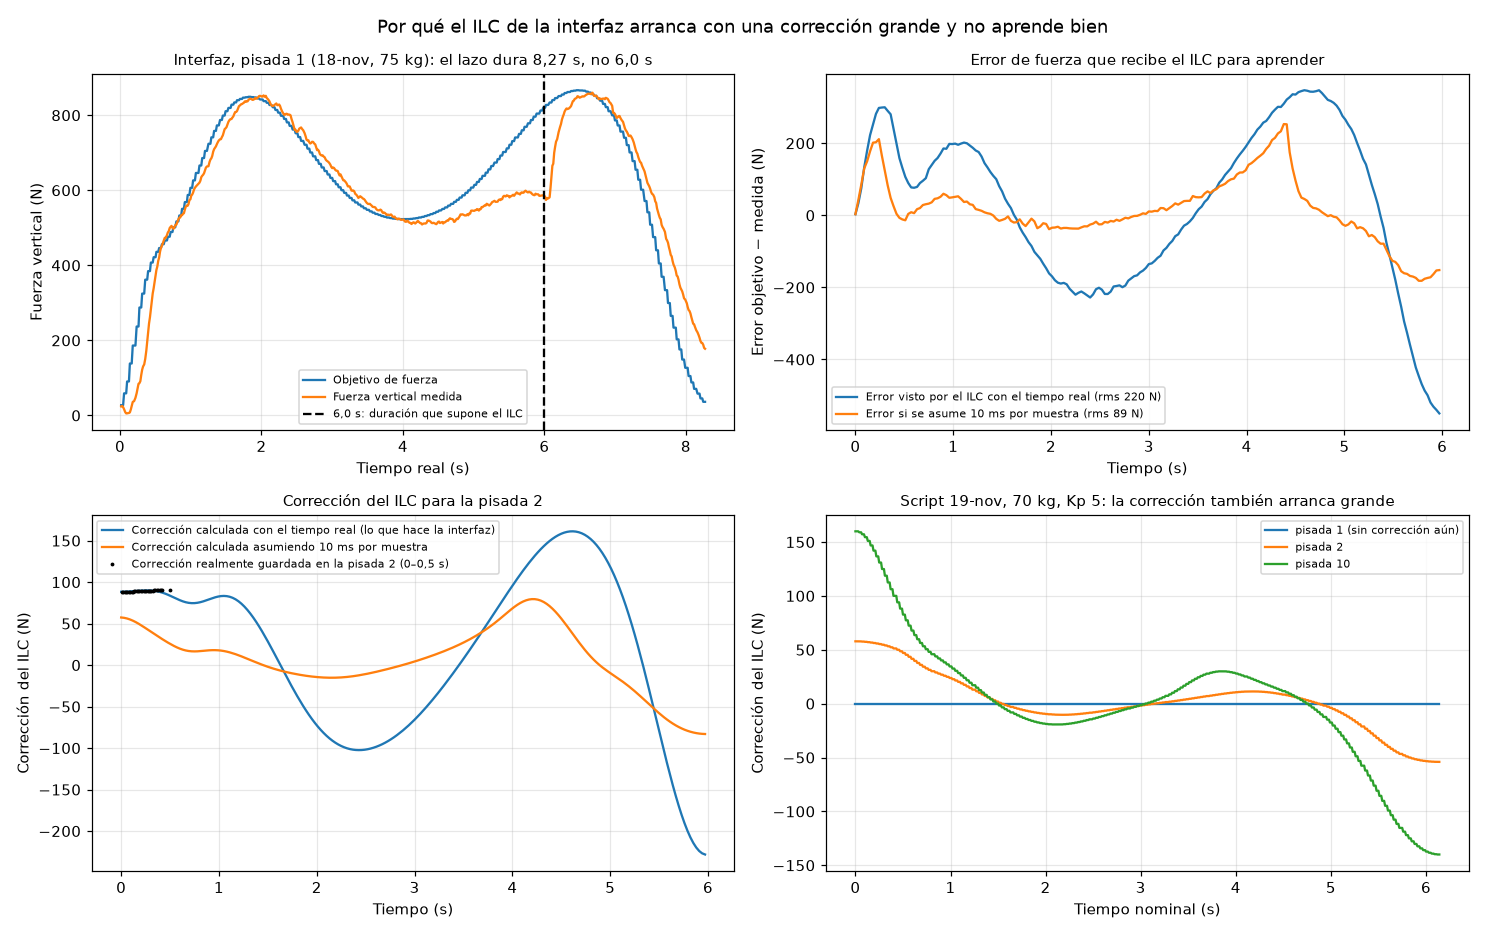 Por qué el ILC de la interfaz arranca con una corrección grande y no aprende bien
Interfaz, pisada 1 (18-nov, 75 kg): el lazo dura 8,27 s, no 6,0 s
Fuerza vertical (N)
800
600
400
200
0
0
2
4
6
8
Tiempo real (s)
Objetivo de fuerza
Fuerza vertical medida
6,0 s: duración que supone el ILC
Error de fuerza que recibe el ILC para aprender
Error objetivo − medida (N)
200
0
−200
−400
0
1
2
3
4
5
6
Tiempo (s)
Error visto por el ILC con el tiempo real (rms 220 N)
Error si se asume 10 ms por muestra (rms 89 N)
Corrección del ILC para la pisada 2
Corrección del ILC (N)
150
100
50
0
−50
−100
−150
−200
0
1
2
3
4
5
6
Tiempo (s)
Corrección calculada con el tiempo real (lo que hace la interfaz)
Corrección calculada asumiendo 10 ms por muestra
Corrección realmente guardada en la pisada 2 (0–0,5 s)
Script 19-nov, 70 kg, Kp 5: la corrección también arranca grande
Corrección del ILC (N)
150
100
50
0
−50
−100
−150
0
1
2
3
4
5
6
Tiempo nominal (s)
pisada 1 (sin corrección aún)
pisada 2
pisada 10